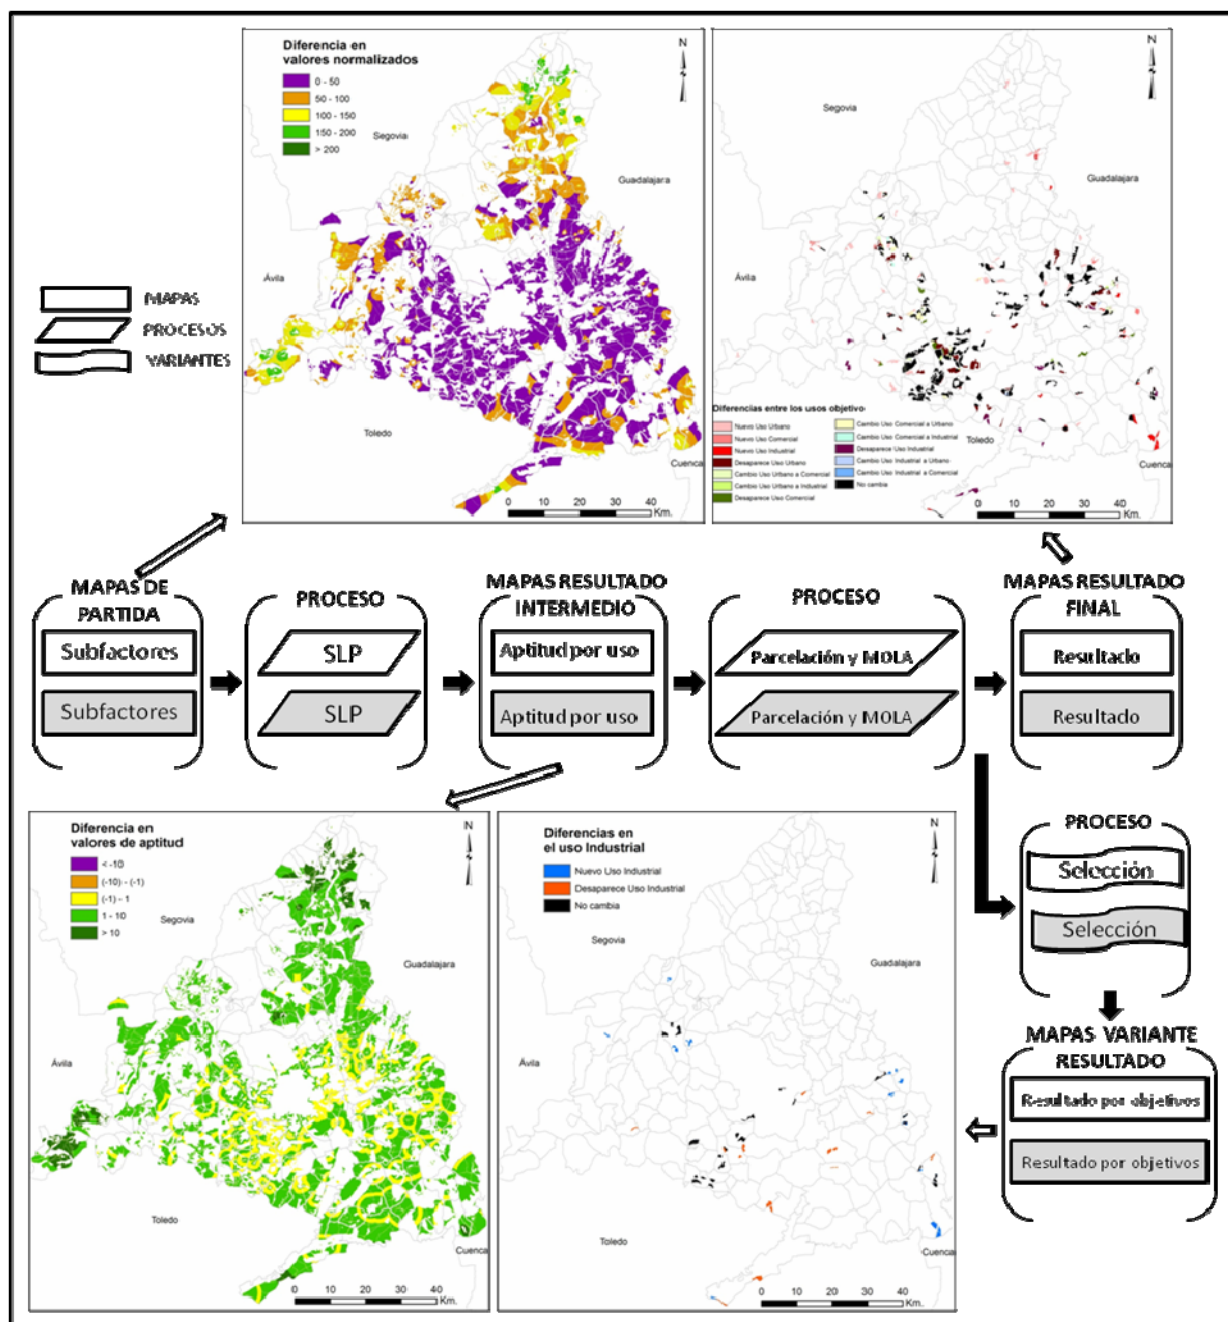 Diferencia en
valores normalizados
0 - 50
50 - 100
100 - 150
150 - 200
> 200
N
Segovia
Guadalajara
Ávila
Toledo
Cuenca
0 10 20 30 40
Km.
N
Segovia
Guadalajara
Ávila
Toledo
Cuenca
Diferencias entre los usos objetivo
Nuevo Uso Urbano
Nuevo Uso Comercial
Nuevo Uso Industrial
Desaparece Uso Urbano
Cambio Uso Urbano a Comercial
Cambio Uso Urbano a Industrial
Desaparece Uso Comercial
Cambio Uso Comercial a Urbano
Cambio Uso Comercial a Industrial
Desaparece Uso Industrial
Cambio Uso Industrial a Urbano
Cambio Uso Industrial a Comercial
No cambia
0 10 20 30 40
Km.
MAPAS
PROCESOS
VARIANTES
MAPAS DE
PARTIDA
Subfactores
Subfactores
PROCESO
SLP
SLP
MAPAS RESULTADO
INTERMEDIO
Aptitud por uso
Aptitud por uso
PROCESO
Parcelación y MOLA
Parcelación y MOLA
MAPAS RESULTADO
FINAL
Resultado
Resultado
PROCESO
Selección
Selección
MAPAS VARIANTE
RESULTADO
Resultado por objetivos
Resultado por objetivos
Diferencia en
valores de aptitud
< -10
(-10) - (-1)
(-1) - 1
1 - 10
> 10
N
Segovia
Guadalajara
Ávila
Toledo
Cuenca
0 10 20 30 40
Km.
Diferencias en
el uso Industrial
Nuevo Uso Industrial
Desaparece Uso Industrial
No cambia
N
Segovia
Guadalajara
Ávila
Toledo
Cuenca
0 10 20 30 40
Km.